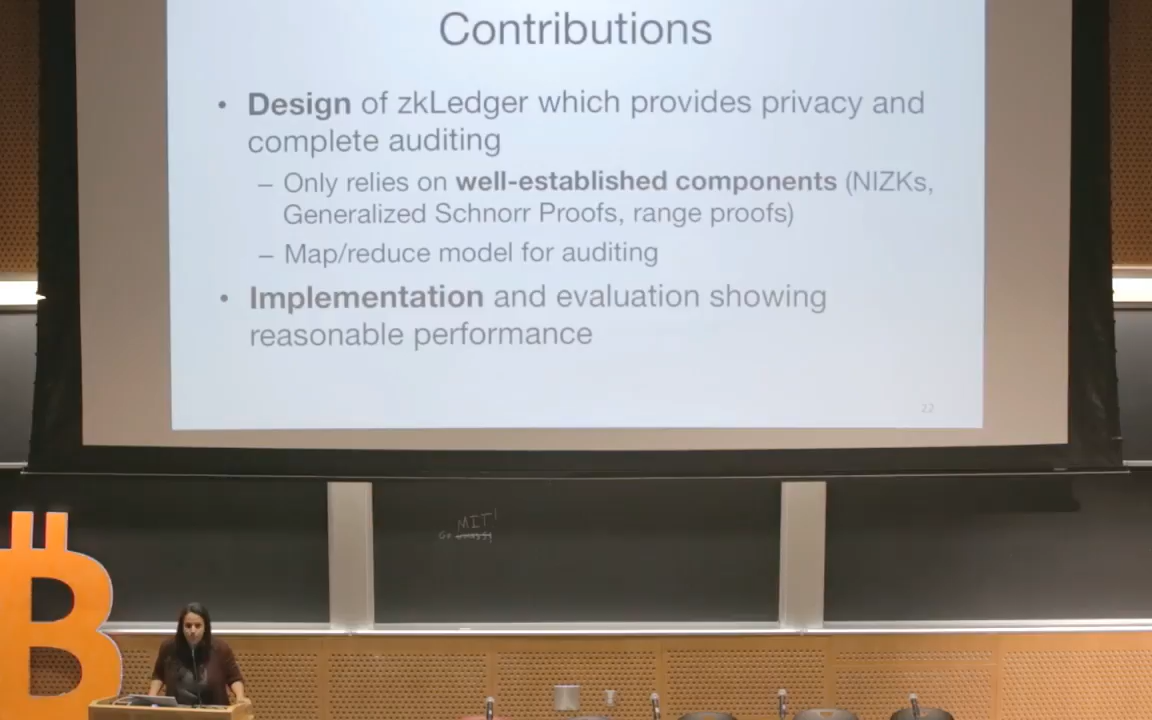 Contributions
• Design of zkLedger which provides privacy and
complete auditing
– Only relies on well-established components (NIZKs,
Generalized Schnorr Proofs, range proofs)
– Map/reduce model for auditing
• Implementation and evaluation showing
reasonable performance
22
MIT!
Go
B